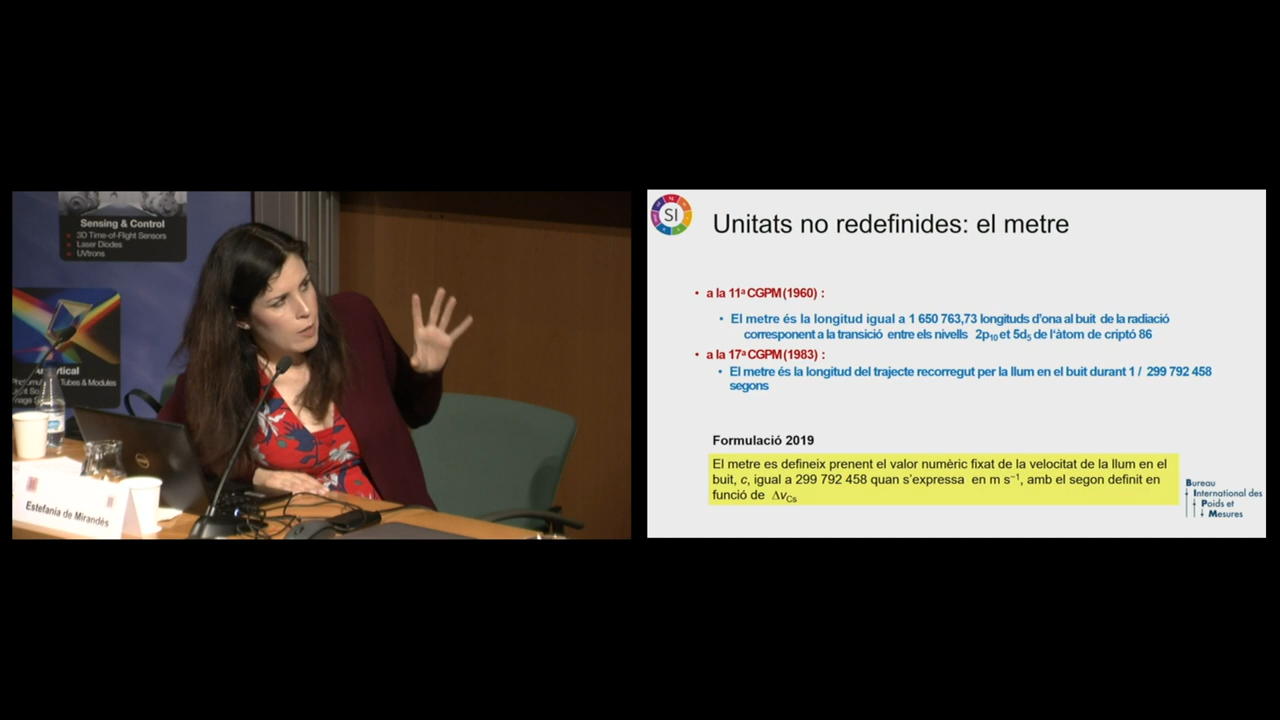 Sensing & Control
3D Time-of-Flight Sensors
Laser Diodes
UVtrons
Tubes & Modules
Estefania de Mirandés
SI
Unitats no redefinides: el metre
• a la 11ª CGPM (1960) :
• El metre és la longitud igual a 1 650 763,73 longituds d'ona al buit de la radiació
corresponent a la transició entre els nivells 2p₁₀ et 5d₅ de l'àtom de criptó 86
• a la 17ª CGPM (1983) :
• El metre és la longitud del trajecte recorregut per la llum en el buit durant 1 / 299 792 458
segons
Formulació 2019
El metre es defineix prenent el valor numèric fixat de la velocitat de la llum en el
buit, c, igual a 299 792 458 quan s'expressa en m s⁻¹, amb el segon definit en
funció de ΔνCs
Bureau
International des
Poids et
Mesures